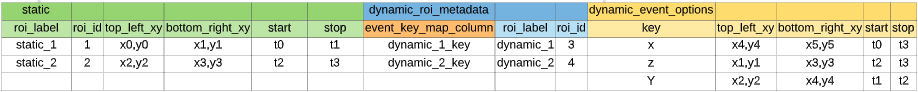 static dynamic_roi_metadata dynamic_event_options
roi_label roi_id top_left_xy bottom_right_xy start stop event_key_map_column roi_label roi_id key top_left_xy bottom_right_xy start stop
static_1 1 x0,y0 x1,y1 t0 t1 dynamic_1_key dynamic_1 3 x x4,y4 x5,y5 t0 t3
static_2 2 x2,y2 x3,y3 t2 t3 dynamic_2_key dynamic_2 4 z x1,y1 x3,y3 t2 t3
Y x2,y2 x4,y4 t1 t2